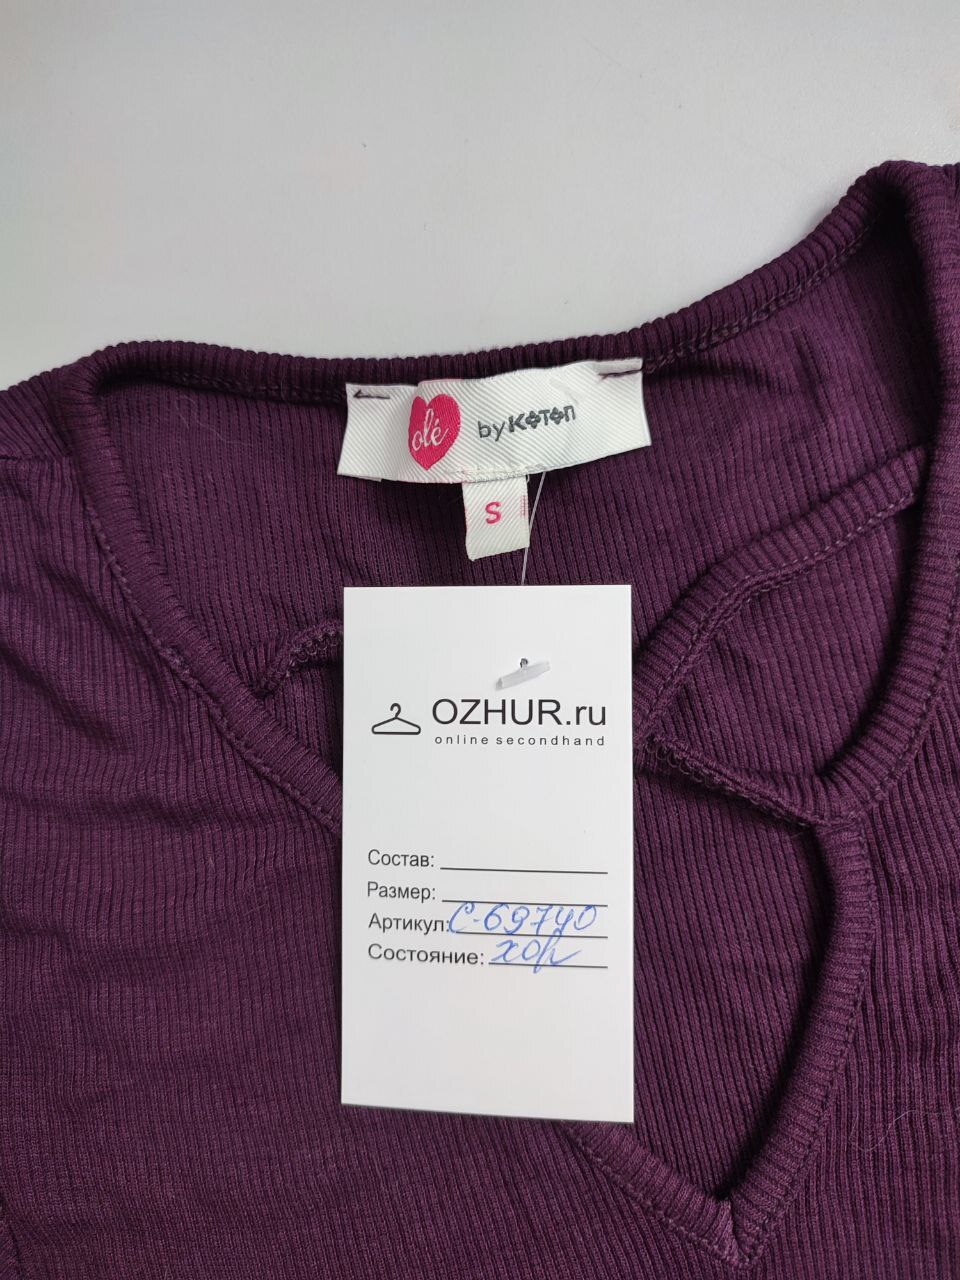 olé by KOTON
S
OZHUR.ru
online secondhand
Состав:
Размер:
Артикул: С-69740
Состояние: хор